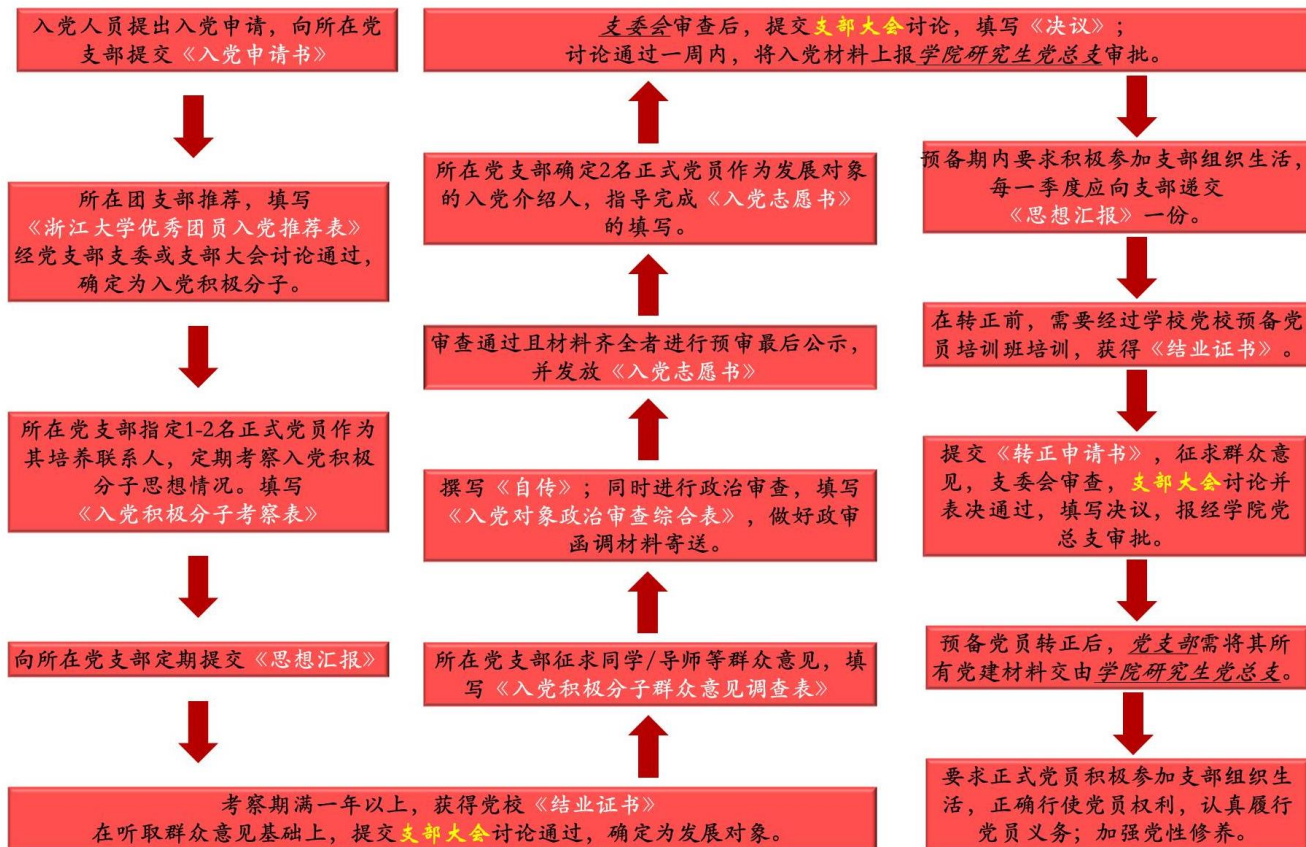 入党人员提出入党申请，向所在党
支部提交《入党申请书》
所在团支部推荐，填写
《浙江大学优秀团员入党推荐表》
经党支部支委或支部大会讨论通过，
确定为入党积极分子。
所在党支部指定1-2名正式党员作为
其培养联系人，定期考察入党积极
分子思想情况。填写
《入党积极分子考察表》
向所在党支部定期提交《思想汇报》
考察期满一年以上，获得党校《结业证书》
在听取群众意见基础上，提交支部大会讨论通过，确定为发展对象。
所在党支部征求同学/导师等群众意见，填
写《入党积极分子群众意见调查表》
撰写《自传》；同时进行政治审查，填写
《入党对象政治审查综合表》，做好政审
函调材料寄送。
审查通过且材料齐全者进行预审最后公示，
并发放《入党志愿书》
所在党支部确定2名正式党员作为发展对象
的入党介绍人，指导完成《入党志愿书》
的填写。
支委会审查后，提交支部大会讨论，填写《决议》；
讨论通过一周内，将入党材料上报学院研究生党总支审批。
预备期内要求积极参加支部组织生活，
每一季度应向支部递交
《思想汇报》一份。
在转正前，需要经过学校党校预备党
员培训班培训，获得《结业证书》。
提交《转正申请书》，征求群众意
见，支委会审查，支部大会讨论并
表决通过，填写决议，报经学院党
总支审批。
预备党员转正后，党支部需将其所
有党建材料交由学院研究生党总支。
要求正式党员积极参加支部组织生
活，正确行使党员权利，认真履行
党员义务；加强党性修养。